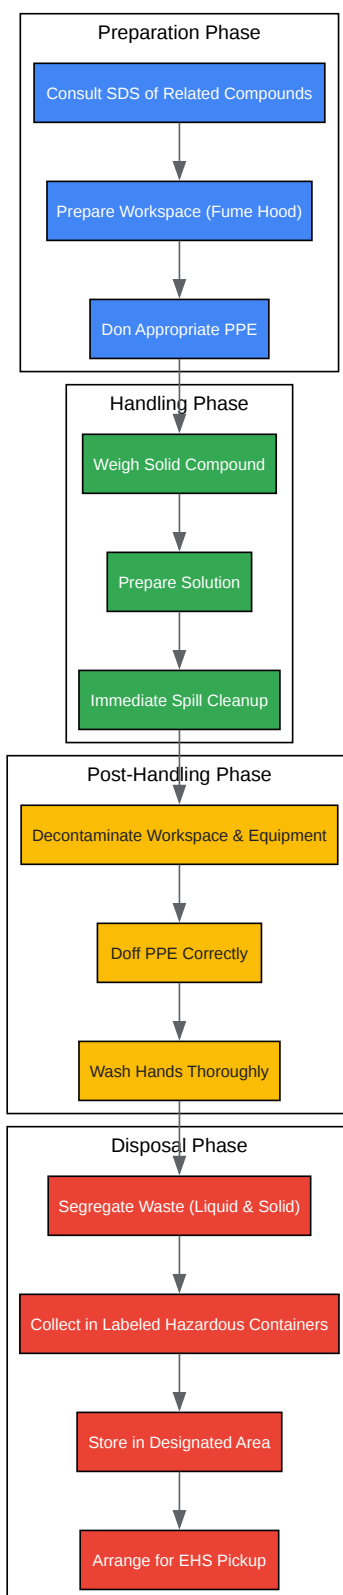 Preparation Phase
Consult SDS of Related Compounds
Prepare Workspace (Fume Hood)
Don Appropriate PPE
Handling Phase
Weigh Solid Compound
Prepare Solution
Immediate Spill Cleanup
Post-Handling Phase
Decontaminate Workspace & Equipment
Doff PPE Correctly
Wash Hands Thoroughly
Disposal Phase
Segregate Waste (Liquid & Solid)
Collect in Labeled Hazardous Containers
Store in Designated Area
Arrange for EHS Pickup